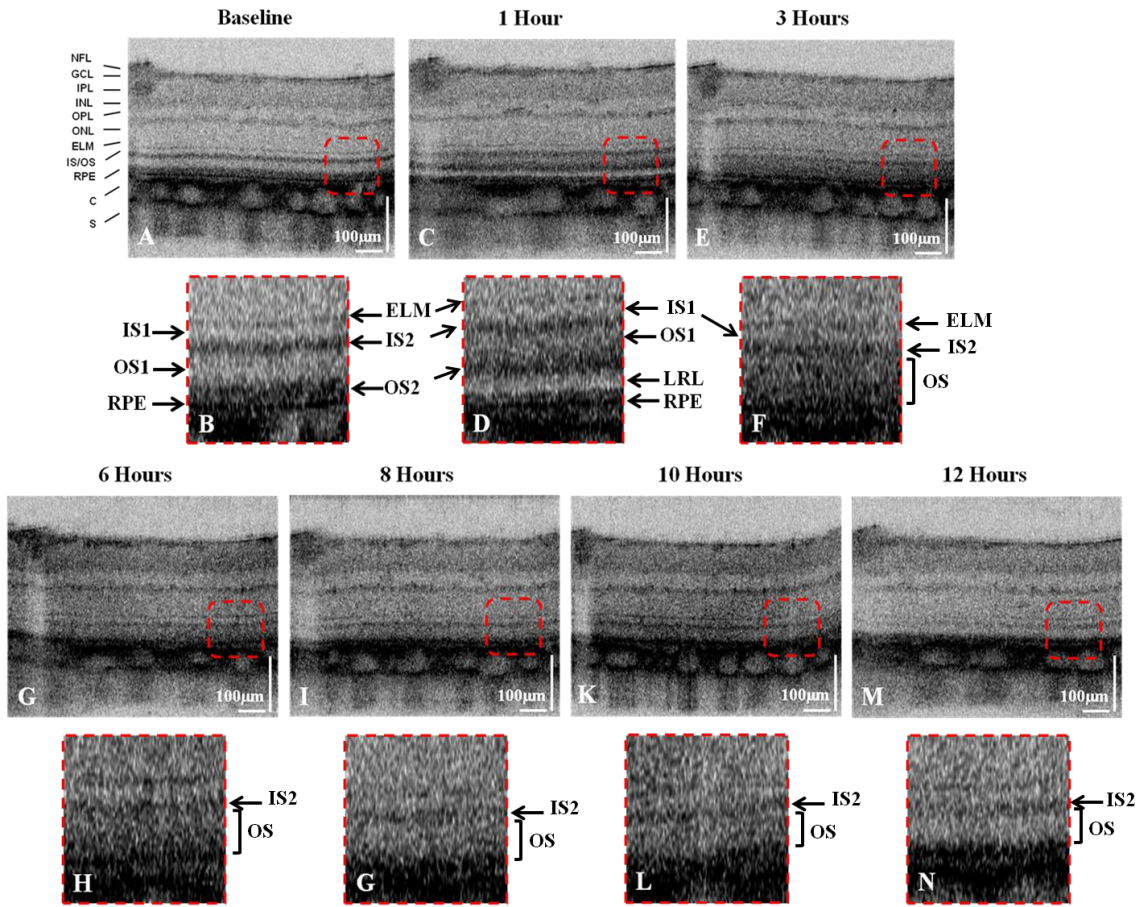 Baseline
1 Hour
3 Hours
NFL
GCL
IPL
INL
OPL
ONL
ELM
IS/OS
RPE
C
S
A
100µm
C
100µm
E
100µm
IS1
OS1
RPE
B
ELM
IS2
OS2
D
IS1
OS1
LRL
RPE
F
ELM
IS2
OS
6 Hours
8 Hours
10 Hours
12 Hours
G
100µm
I
100µm
K
100µm
M
100µm
H
IS2
OS
G
IS2
OS
L
IS2
OS
N
IS2
OS